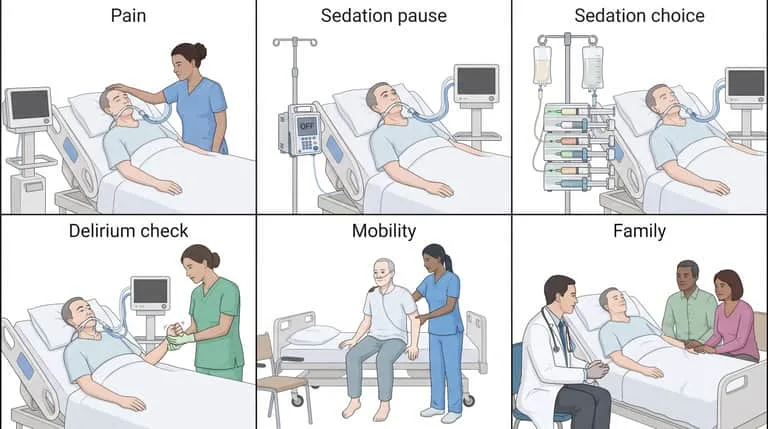 Pain
Sedation pause
Sedation choice
OFF
Delirium check
Mobility
Family